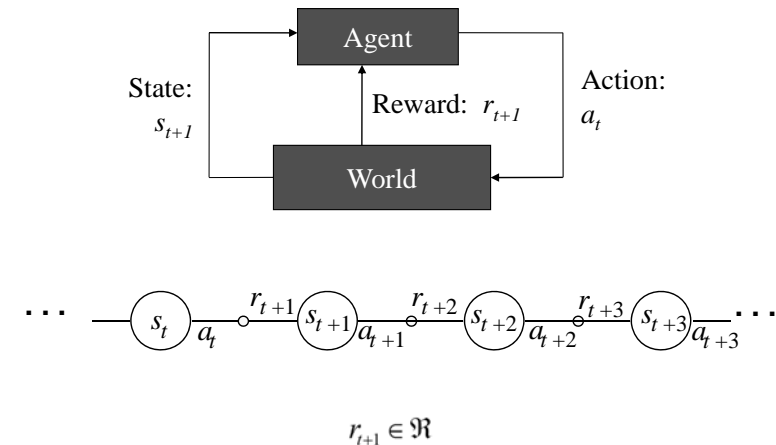 Agent
State:
s_{t+1}
Reward: r_{t+1}
Action:
a_t
World
... s_t a_t r_{t+1} s_{t+1} a_{t+1} r_{t+2} s_{t+2} a_{t+2} r_{t+3} s_{t+3} a_{t+3} ...
r_{t+1} ∈ ℜ